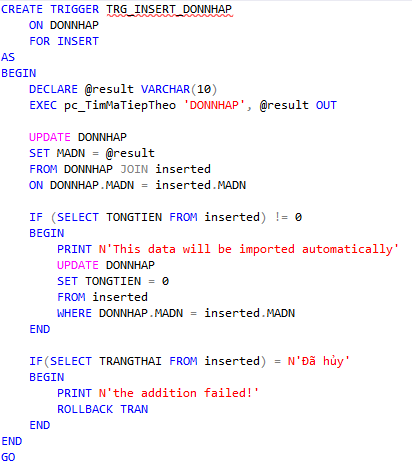 CREATE TRIGGER TRG_INSERT_DONNHAP
ON DONNHAP
FOR INSERT
AS
BEGIN
DECLARE @result VARCHAR(10)
EXEC pc_TimMaTiepTheo 'DONNHAP', @result OUT
UPDATE DONNHAP
SET MADN = @result
FROM DONNHAP JOIN inserted
ON DONNHAP.MADN = inserted.MADN
IF (SELECT TONGTIEN FROM inserted) != 0
BEGIN
PRINT N'This data will be imported automatically'
UPDATE DONNHAP
SET TONGTIEN = 0
FROM inserted
WHERE DONNHAP.MADN = inserted.MADN
END
IF(SELECT TRANGTHAI FROM inserted) = N'Đã hủy'
BEGIN
PRINT N'the addition failed!'
ROLLBACK TRAN
END
END
GO